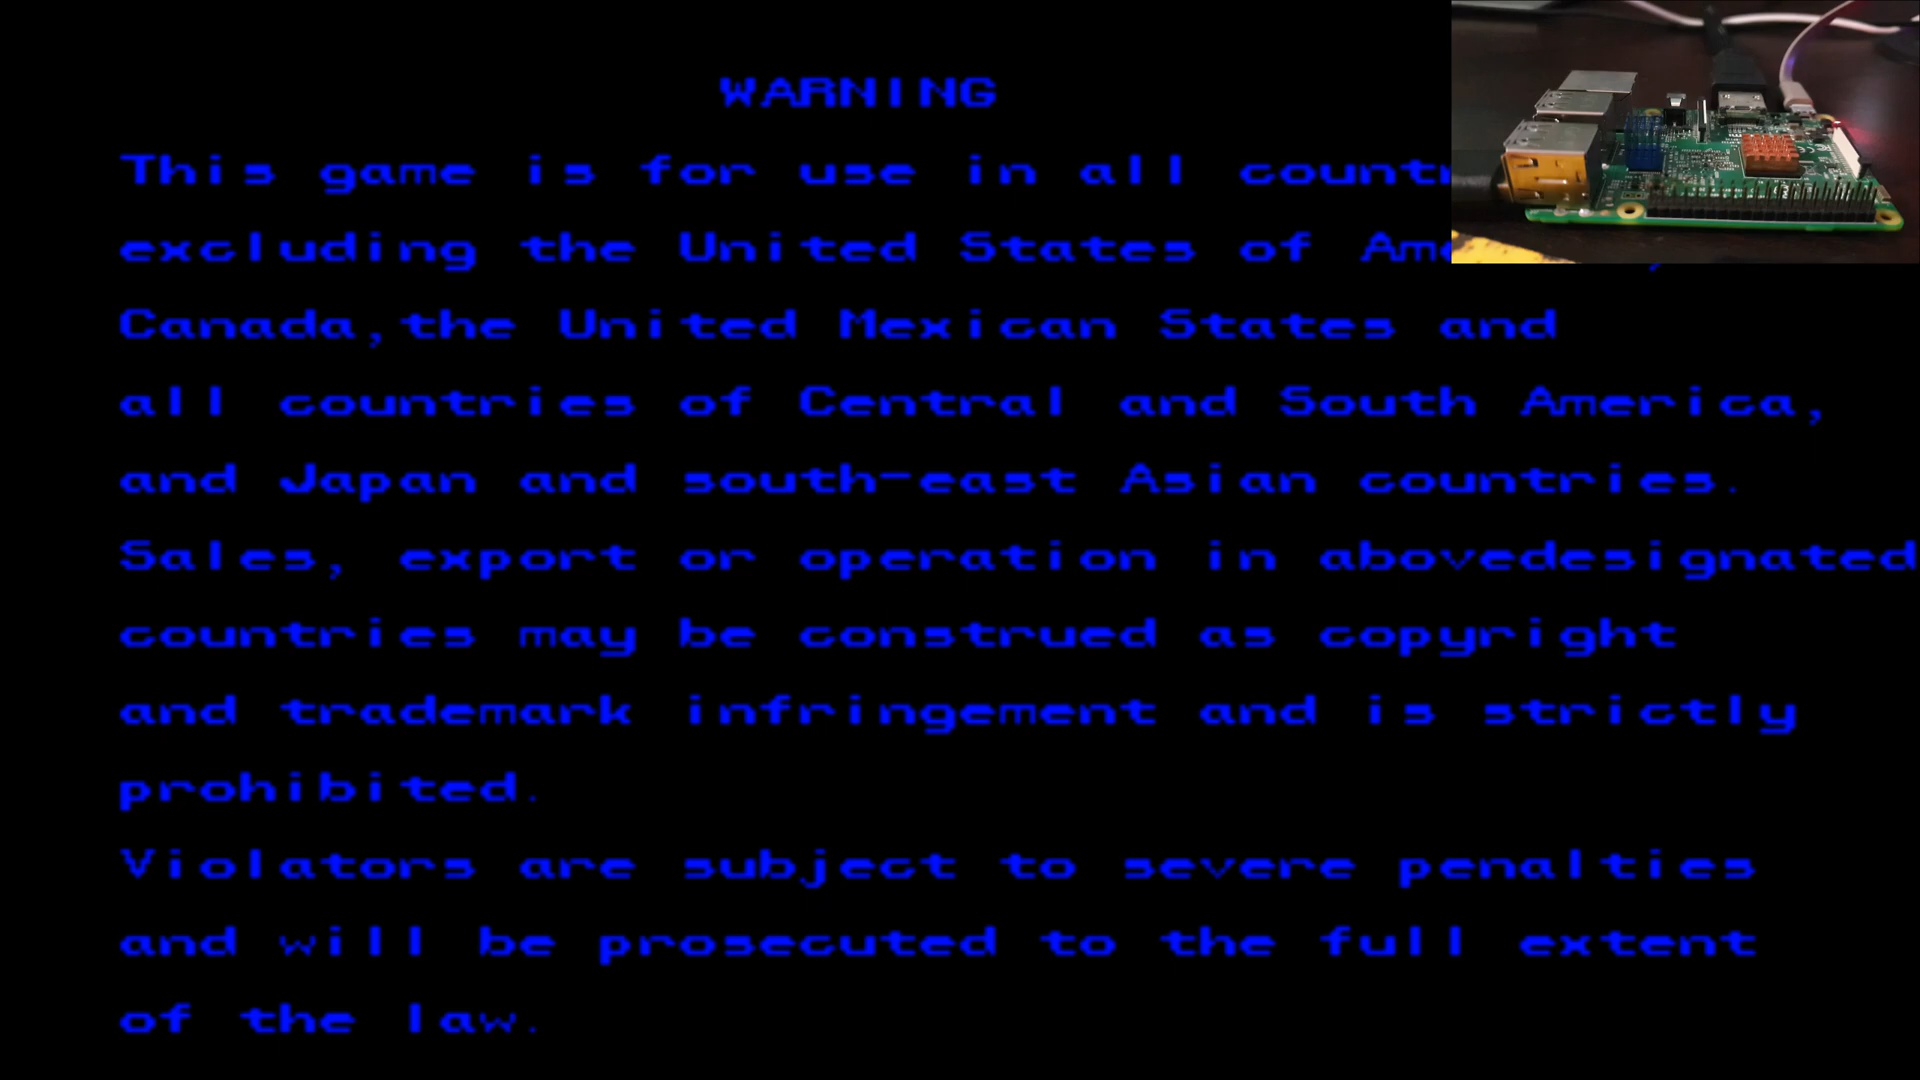 WARNING
This game is for use in all
excluding the United States of
Canada,the United Mexican States and
all countries of Central and South America,
and Japan and south-east Asian countries.
Sales, export or operation in abovedesignated
countries may be construed as copyright
and trademark infringement and is strictly
prohibited.
Violators are subject to severe penalties
and will be prosecuted to the full extent
of the law.